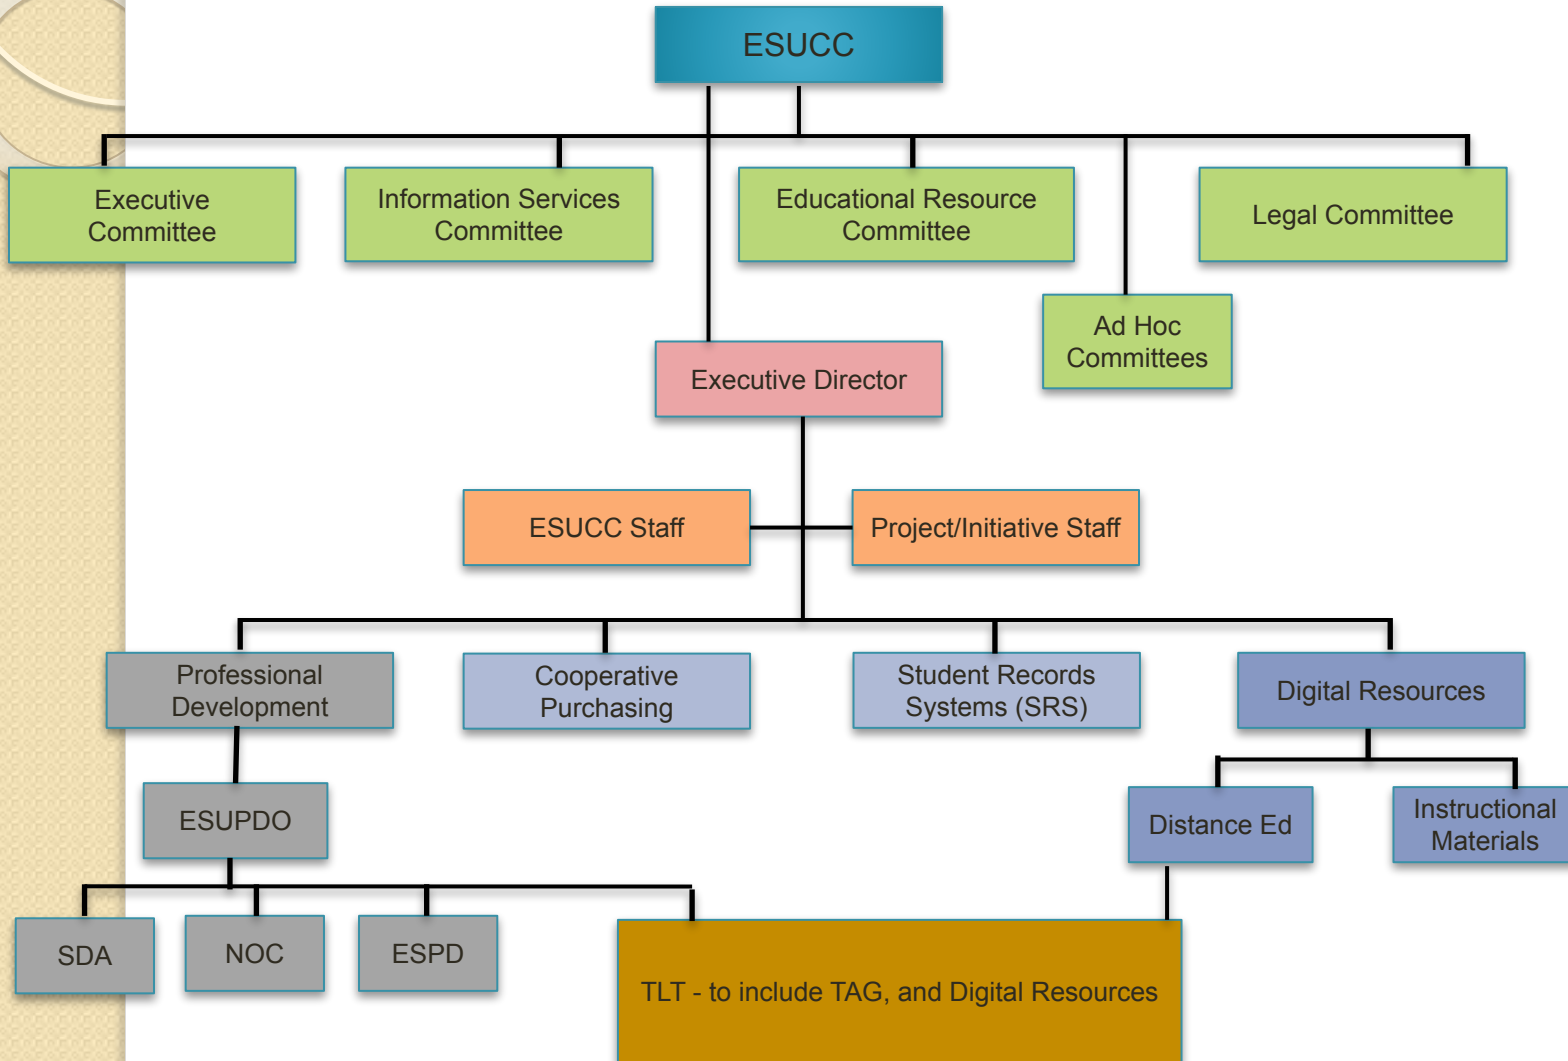 ESUCC
Executive
Committee
Information Services
Committee
Educational Resource
Committee
Legal Committee
Ad Hoc
Committees
Executive Director
ESUCC Staff
Project/Initiative Staff
Professional
Development
Cooperative
Purchasing
Student Records
Systems (SRS)
Digital Resources
ESUPDO
Distance Ed
Instructional
Materials
SDA
NOC
ESPD
TLT - to include TAG, and Digital Resources